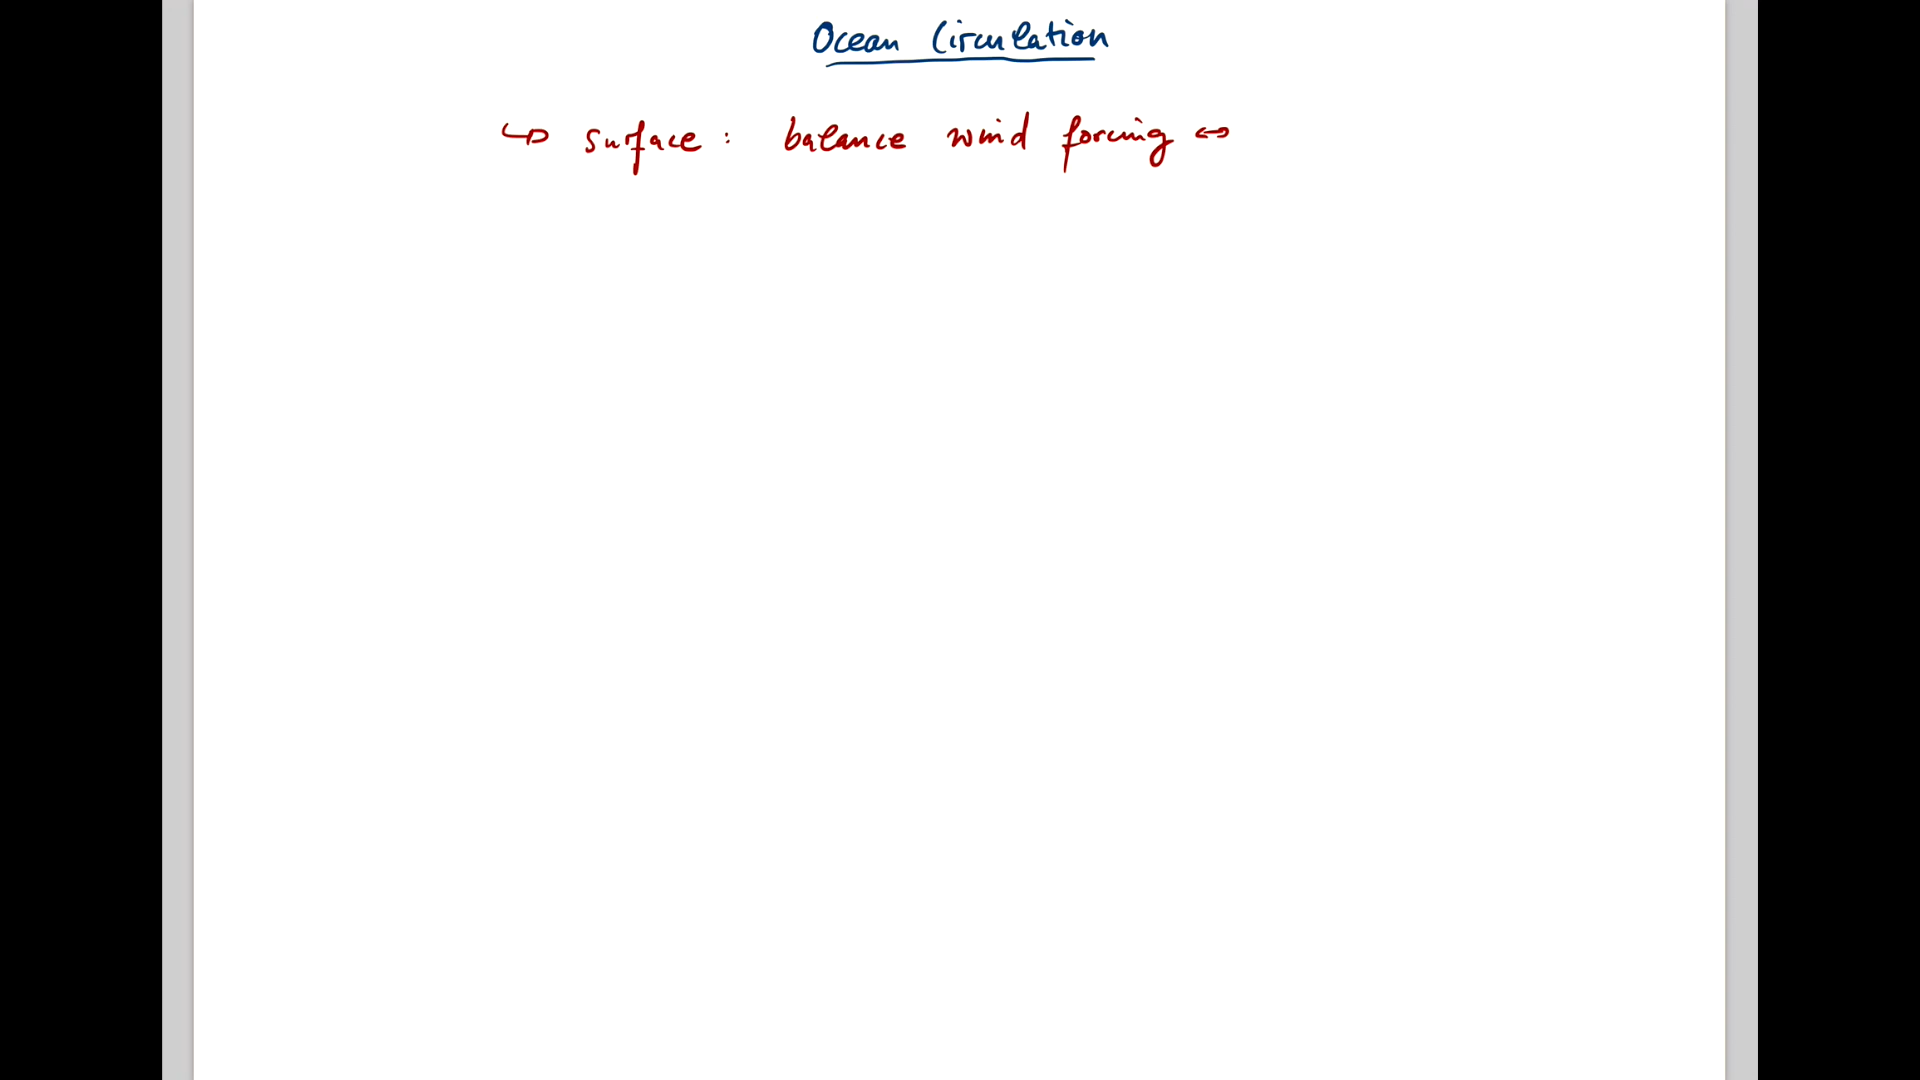 Ocean Circulation
↪ surface : balance wind forcing ↔